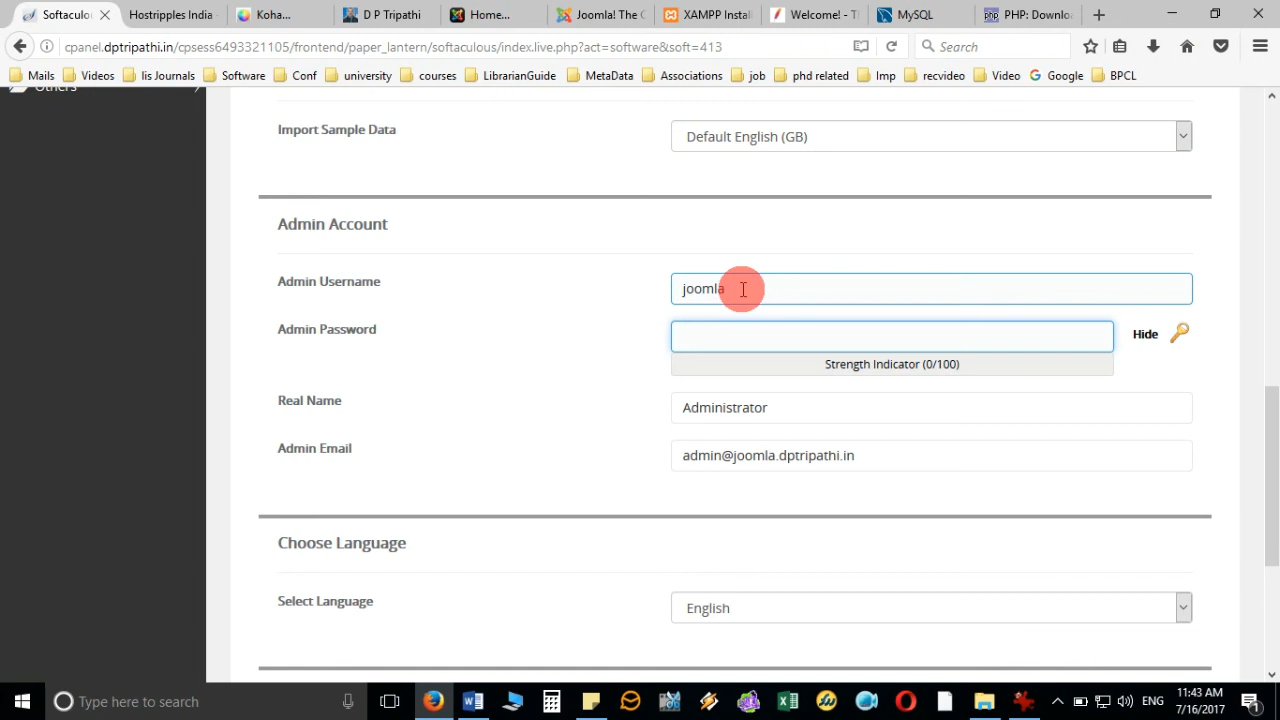 Softaculo
Hostripples India
Koha...
D P Tripathi
Home...
Joomla! The C
XAMPP Instal
Welcome! - T
MySQL
PHP: Downlo
cpanel.dptripathi.in/cpsess6493321105/frontend/paper_lantern/softaculous/index.live.php?act=software&soft=413
Search
Mails Videos lis Journals Software Conf university courses LibrarianGuide MetaData Associations job phd related Imp recvideo Video Google BPCL
Others
Import Sample Data
Default English (GB)
Admin Account
Admin Username
joomla
Admin Password
Hide
Strength Indicator (0/100)
Real Name
Administrator
Admin Email
admin@joomla.dptripathi.in
Choose Language
Select Language
English
Type here to search
ENG
11:43 AM
7/16/2017
1